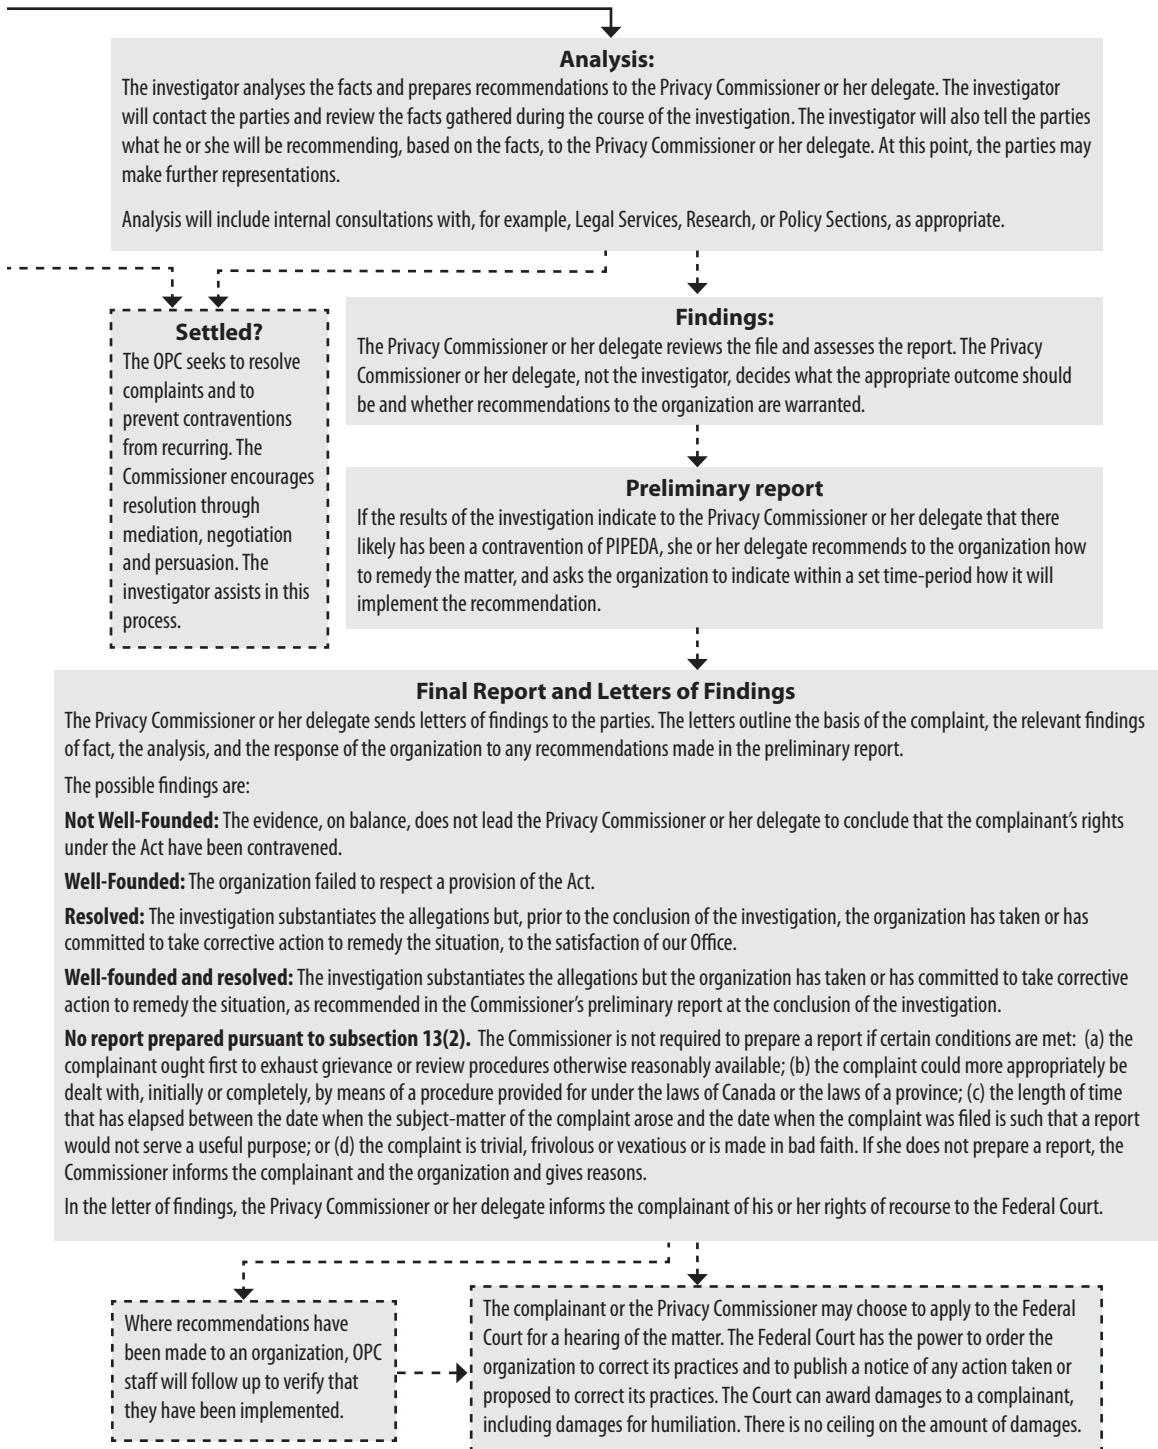 Analysis:
The investigator analyses the facts and prepares recommendations to the Privacy Commissioner or her delegate. The investigator
will contact the parties and review the facts gathered during the course of the investigation. The investigator will also tell the parties
what he or she will be recommending, based on the facts, to the Privacy Commissioner or her delegate. At this point, the parties may
make further representations.
Analysis will include internal consultations with, for example, Legal Services, Research, or Policy Sections, as appropriate.
Settled?
The OPC seeks to resolve
complaints and to
prevent contraventions
from recurring. The
Commissioner encourages
resolution through
mediation, negotiation
and persuasion. The
investigator assists in this
process.
Findings:
The Privacy Commissioner or her delegate reviews the file and assesses the report. The Privacy
Commissioner or her delegate, not the investigator, decides what the appropriate outcome should
be and whether recommendations to the organization are warranted.
Preliminary report
If the results of the investigation indicate to the Privacy Commissioner or her delegate that there
likely has been a contravention of PIPEDA, she or her delegate recommends to the organization how
to remedy the matter, and asks the organization to indicate within a set time-period how it will
implement the recommendation.
Final Report and Letters of Findings
The Privacy Commissioner or her delegate sends letters of findings to the parties. The letters outline the basis of the complaint, the relevant findings
of fact, the analysis, and the response of the organization to any recommendations made in the preliminary report.
The possible findings are:
Not Well-Founded: The evidence, on balance, does not lead the Privacy Commissioner or her delegate to conclude that the complainant's rights
under the Act have been contravened.
Well-Founded: The organization failed to respect a provision of the Act.
Resolved: The investigation substantiates the allegations but, prior to the conclusion of the investigation, the organization has taken or has
committed to take corrective action to remedy the situation, to the satisfaction of our Office.
Well-founded and resolved: The investigation substantiates the allegations but the organization has taken or has committed to take corrective
action to remedy the situation, as recommended in the Commissioner's preliminary report at the conclusion of the investigation.
No report prepared pursuant to subsection 13(2). The Commissioner is not required to prepare a report if certain conditions are met: (a) the
complainant ought first to exhaust grievance or review procedures otherwise reasonably available; (b) the complaint could more appropriately be
dealt with, initially or completely, by means of a procedure provided for under the laws of Canada or the laws of a province; (c) the length of time
that has elapsed between the date when the subject-matter of the complaint arose and the date when the complaint was filed is such that a report
would not serve a useful purpose; or (d) the complaint is trivial, frivolous or vexatious or is made in bad faith. If she does not prepare a report, the
Commissioner informs the complainant and the organization and gives reasons.
In the letter of findings, the Privacy Commissioner or her delegate informs the complainant of his or her rights of recourse to the Federal Court.
Where recommendations have
been made to an organization, OPC
staff will follow up to verify that
they have been implemented.
The complainant or the Privacy Commissioner may choose to apply to the Federal
Court for a hearing of the matter. The Federal Court has the power to order the
organization to correct its practices and to publish a notice of any action taken or
proposed to correct its practices. The Court can award damages to a complainant,
including damages for humiliation. There is no ceiling on the amount of damages.